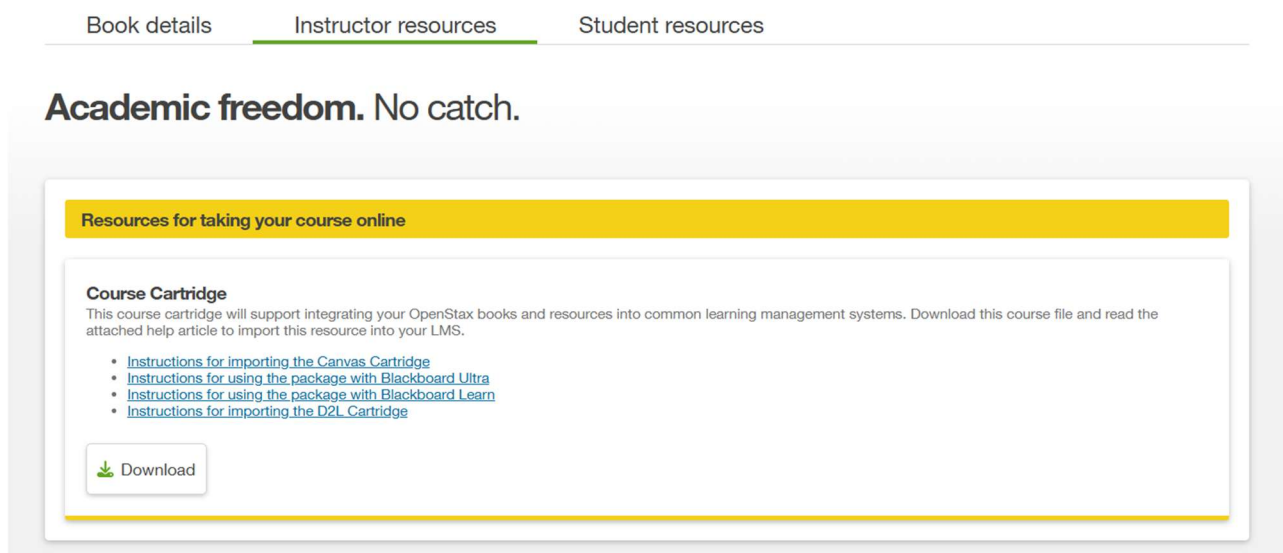 Book details Instructor resources Student resources
Academic freedom. No catch.
Resources for taking your course online
Course Cartridge
This course cartridge will support integrating your OpenStax books and resources into common learning management systems. Download this course file and read the
attached help article to import this resource into your LMS.
• Instructions for importing the Canvas Cartridge
• Instructions for using the package with Blackboard Ultra
• Instructions for using the package with Blackboard Learn
• Instructions for importing the D2L Cartridge
Download